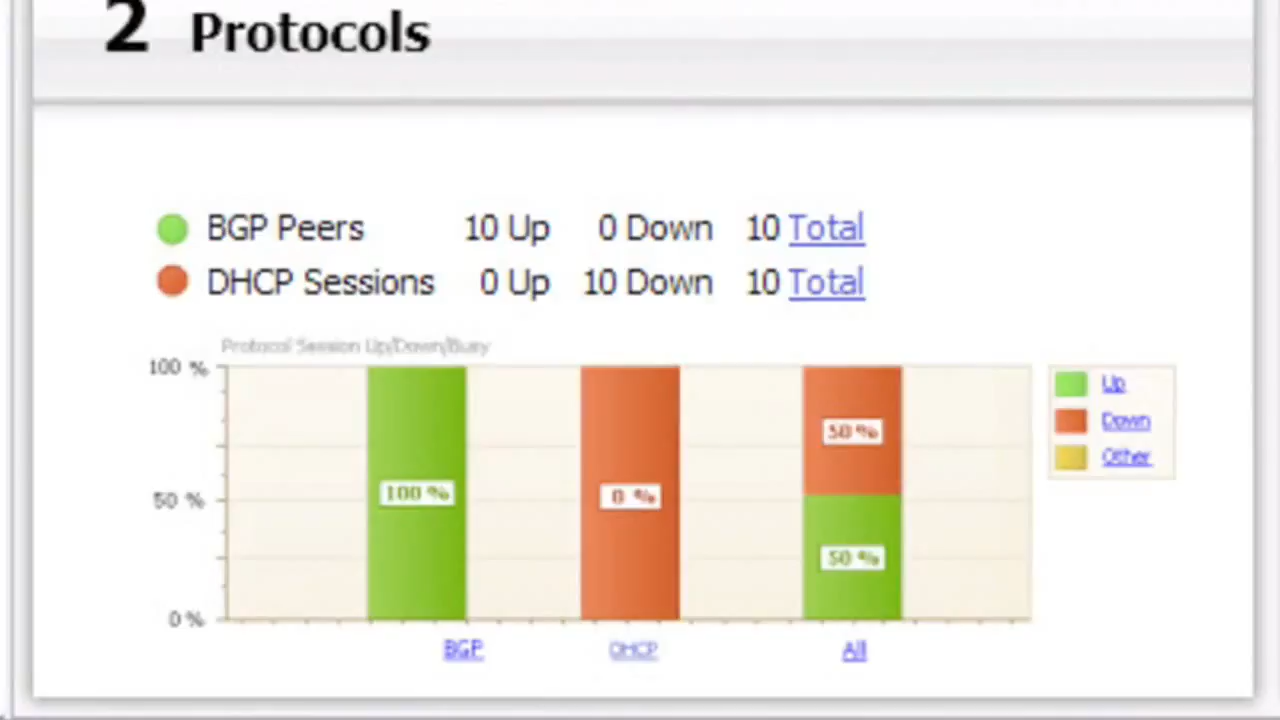 2 Protocols
BGP Peers 10 Up 0 Down 10 Total
DHCP Sessions 0 Up 10 Down 10 Total
Protocol Session Up/Down/Busy
100 %
50 %
0 %
100 %
0 %
50 %
50 %
Up
Down
Other
BGP
DHCP
All